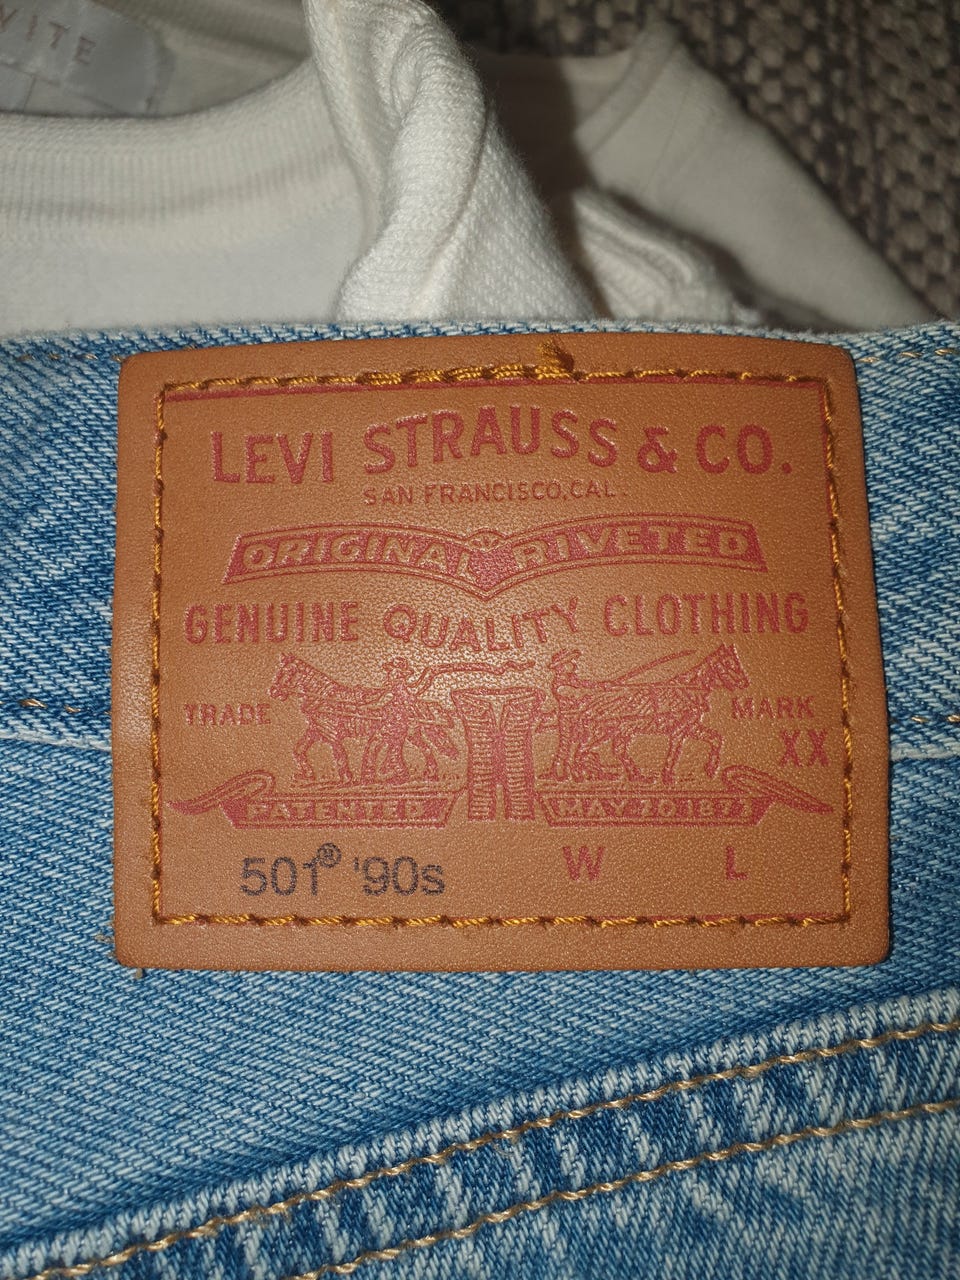 LEVI STRAUSS & CO.
SAN FRANCISCO, CAL.
ORIGINAL RIVETED
GENUINE QUALITY CLOTHING
TRADE MARK
XX
PATENTED MAY 20 1873
501® '90s W L